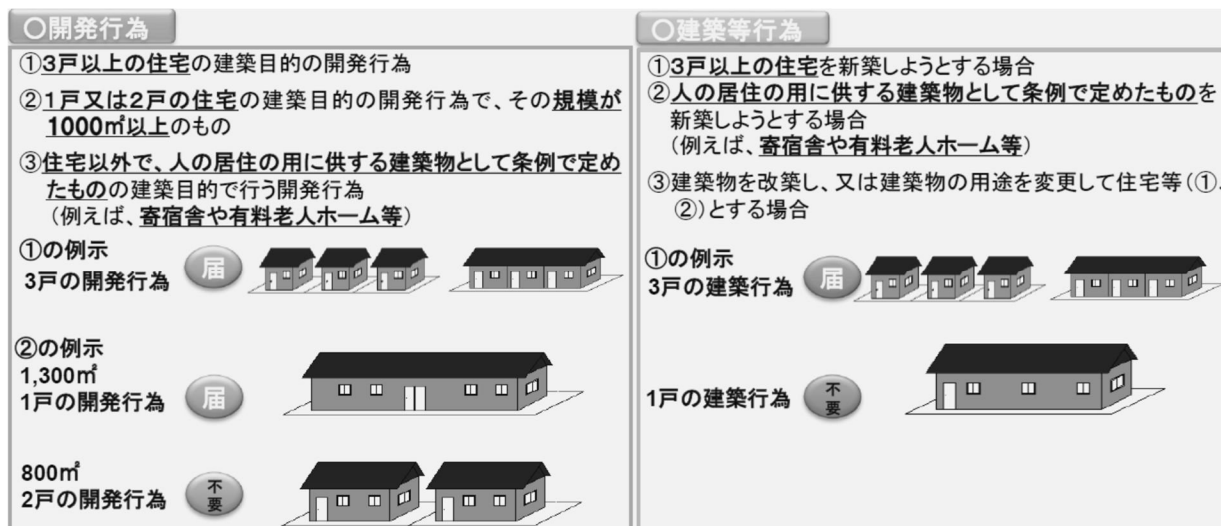 〇開発行為
①3戸以上の住宅の建築目的の開発行為
②1戸又は2戸の住宅の建築目的の開発行為で、その規模が
1000㎡以上のもの
③住宅以外で、人の居住の用に供する建築物として条例で定め
たものの建築目的で行う開発行為
(例えば、寄宿舎や有料老人ホーム等)
①の例示
3戸の開発行為
届
②の例示
1,300㎡
1戸の開発行為
届
800㎡
2戸の開発行為
不
要
〇建築等行為
①3戸以上の住宅を新築しようとする場合
②人の居住の用に供する建築物として条例で定めたものを
新築しようとする場合
(例えば、寄宿舎や有料老人ホーム等)
③建築物を改築し、又は建築物の用途を変更して住宅等(①、
②)とする場合
①の例示
3戸の建築行為
届
1戸の建築行為
不
要